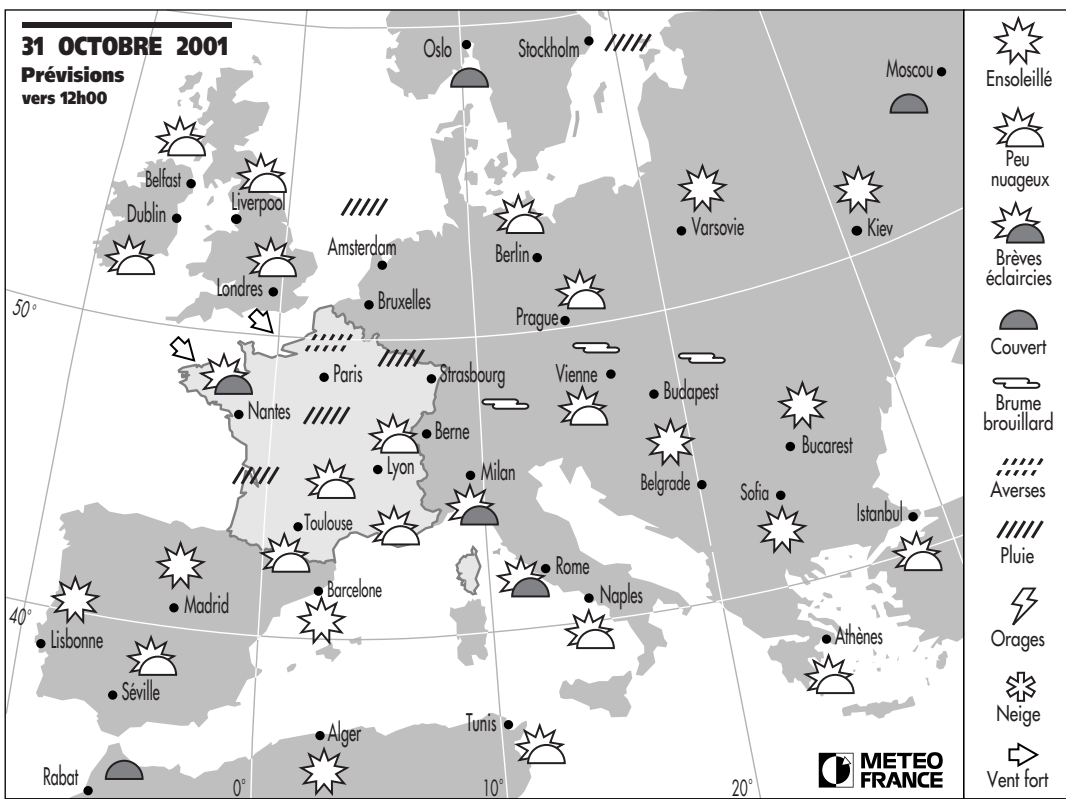 31 OCTOBRE 2001
Prévisions
vers 12h00
Oslo
Stockholm
Moscou
Belfast
Liverpool
Dublin
Amsterdam
Varsovie
Kiev
Berlin
Londres
Bruxelles
50°
Prague
Paris
Strasbourg
Vienne
Budapest
Nantes
Berne
Bucarest
Lyon
Milan
Belgrade
Sofia
Istanbul
Toulouse
Rome
Barcelone
Naples
Madrid
40°
Lisbonne
Athènes
Séville
Tunis
Alger
Rabat
0°
10°
20°
METEO
FRANCE
Ensoleillé
Peu
nuageux
Brèves
éclaircies
Couvert
Brume
brouillard
Averses
Pluie
Orages
Neige
Vent fort